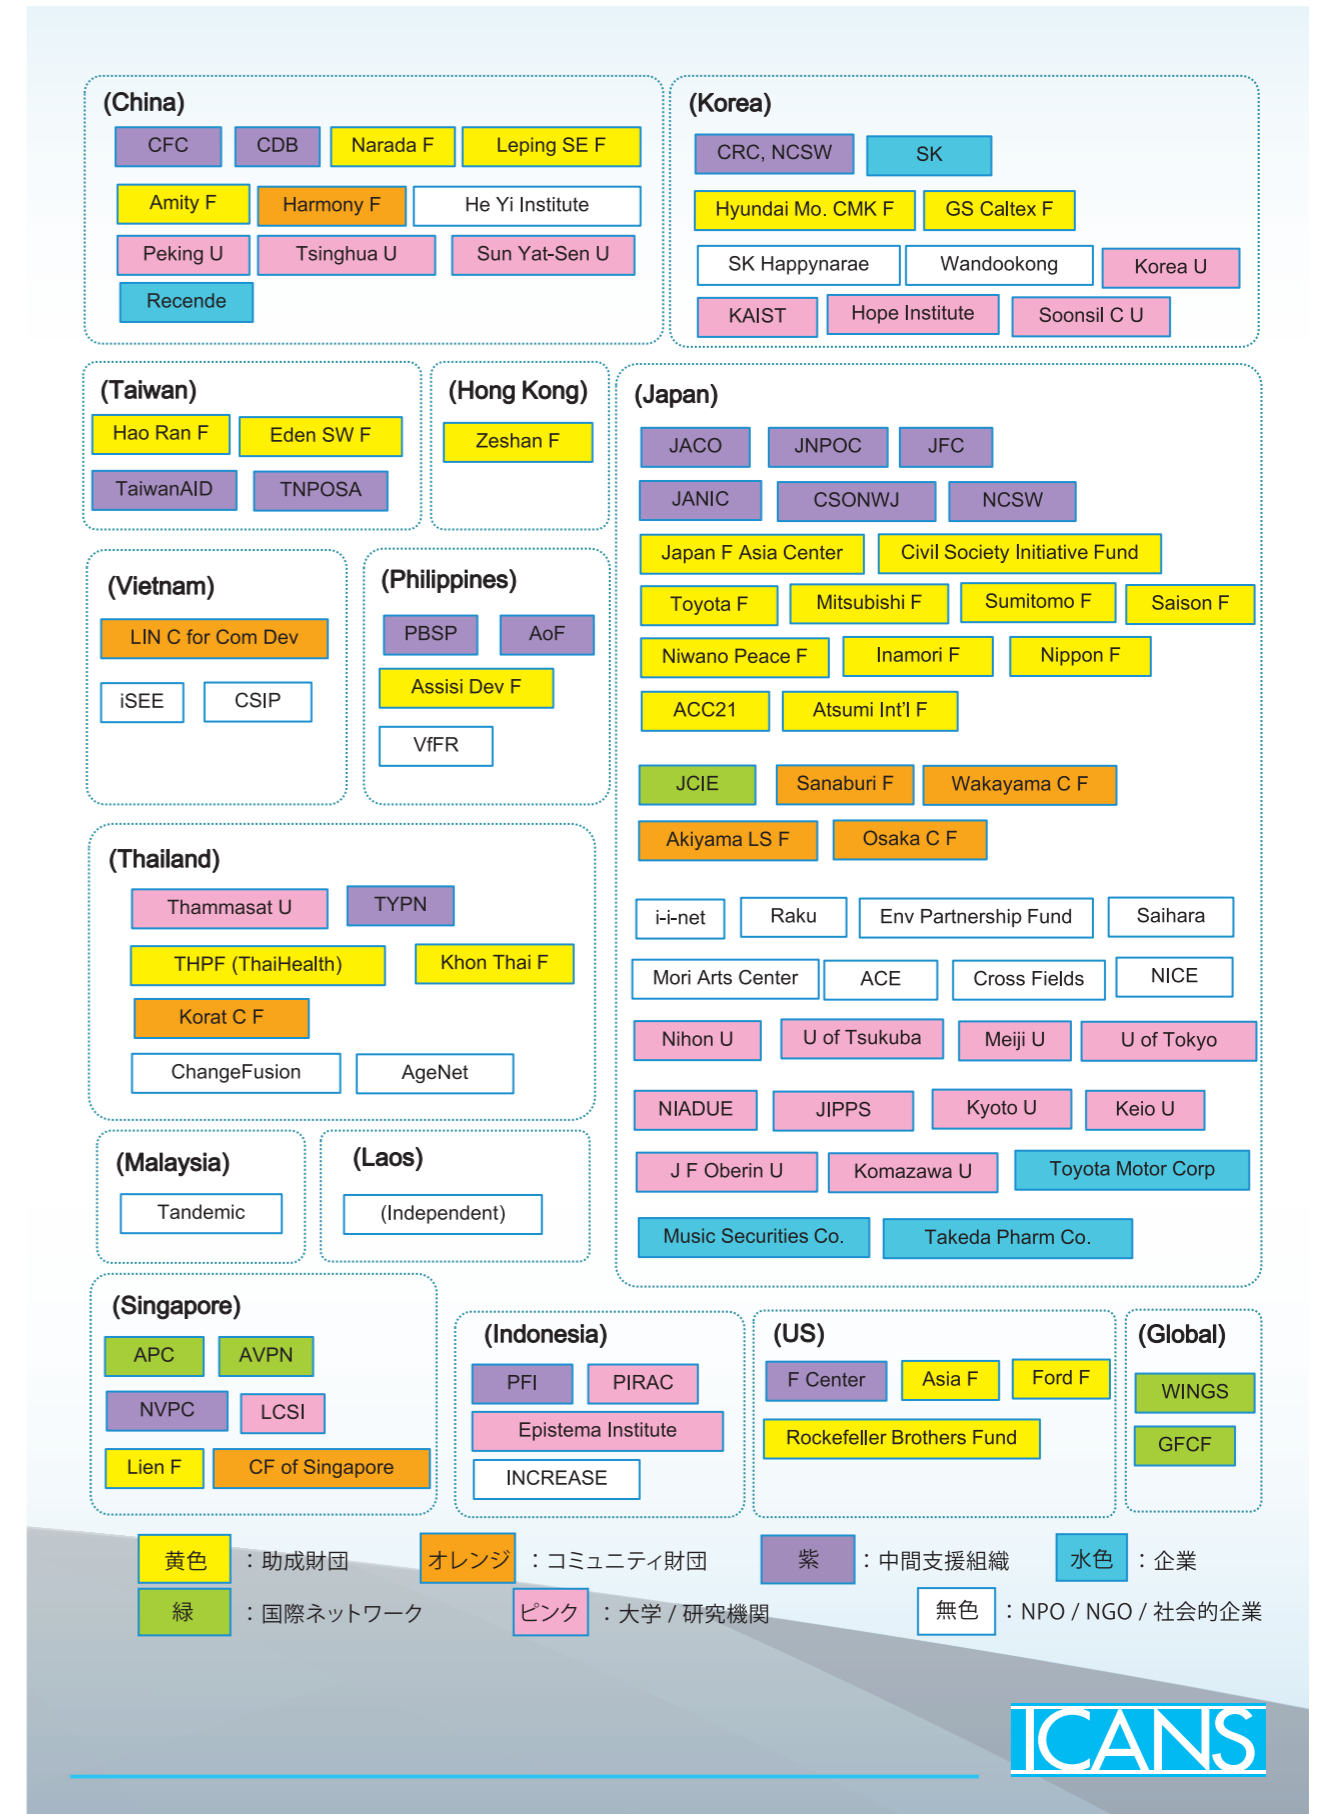 (China)
CFC CDB Narada F Leping SE F
Amity F Harmony F He Yi Institute
Peking U Tsinghua U Sun Yat-Sen U
Recende
(Korea)
CRC, NCSW SK
Hyundai Mo. CMK F GS Caltex F
SK Happynarae Wandookong Korea U
KAIST Hope Institute Soonsil C U
(Taiwan)
Hao Ran F Eden SW F
TaiwanAID TNPOSA
(Hong Kong)
Zeshan F
(Japan)
JACO JNPOC JFC
JANIC CSONWJ NCSW
Japan F Asia Center Civil Society Initiative Fund
Toyota F Mitsubishi F Sumitomo F Saison F
Niwano Peace F Inamori F Nippon F
ACC21 Atsumi Int'l F
JCIE Sanaburi F Wakayama C F
Akiyama LS F Osaka C F
i-i-net Raku Env Partnership Fund Saihara
Mori Arts Center ACE Cross Fields NICE
Nihon U U of Tsukuba Meiji U U of Tokyo
NIADUE JIPPS Kyoto U Keio U
J F Oberin U Komazawa U Toyota Motor Corp
Music Securities Co. Takeda Pharm Co.
(Vietnam)
LIN C for Com Dev
iSEE CSIP
(Philippines)
PBSP AoF
Assisi Dev F
VfFR
(Thailand)
Thammasat U TYPN
THPF (ThaiHealth) Khon Thai F
Korat C F
ChangeFusion AgeNet
(Malaysia)
Tandemic
(Laos)
(Independent)
(Singapore)
APC AVPN
NVPC LCSI
Lien F CF of Singapore
(Indonesia)
PFI PIRAC
Epistema Institute
INCREASE
(US)
F Center Asia F Ford F
Rockefeller Brothers Fund
(Global)
WINGS
GFCF
黄色 ：助成財団 オレンジ ：コミュニティ財団 紫 ：中間支援組織 水色 ：企業
緑 ：国際ネットワーク ピンク ：大学 / 研究機関 無色 ：NPO / NGO / 社会的企業
ICANS